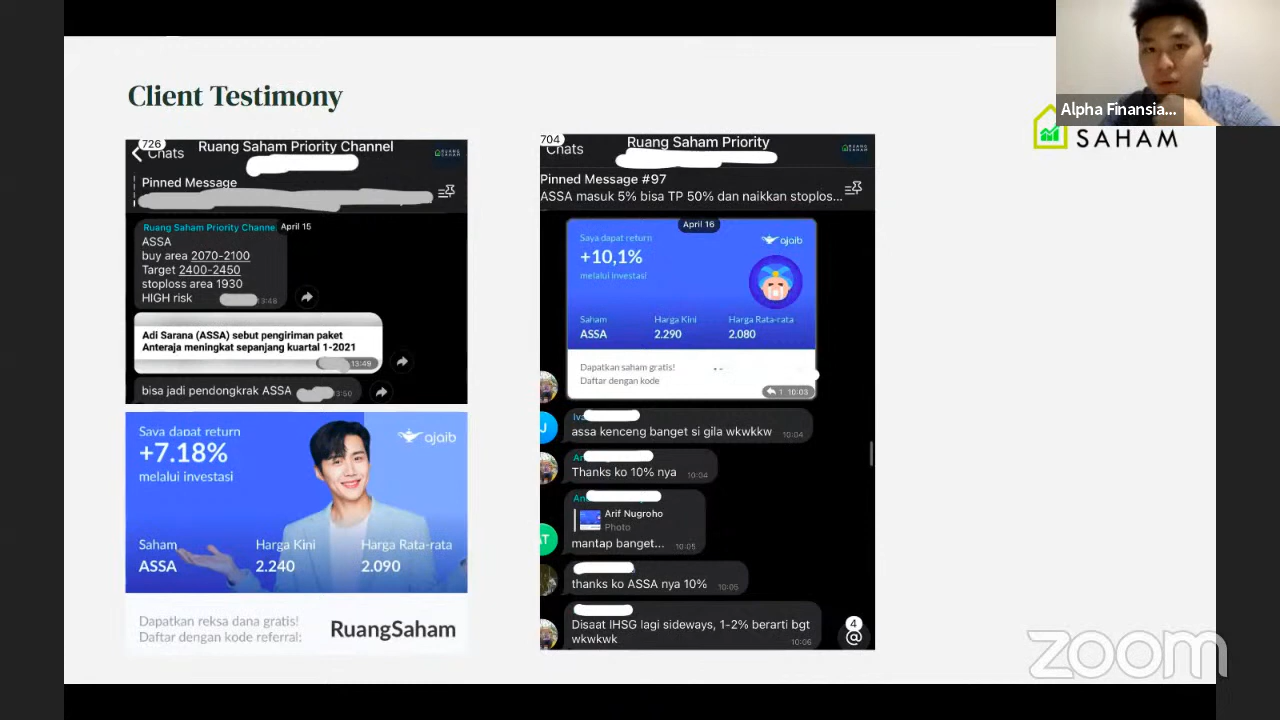 Client Testimony
Alpha Finansia...
SAHAM
726
Chats
Ruang Saham Priority Channel
Pinned Message
Ruang Saham Priority Channe
April 15
ASSA
buy area 2070-2100
Target 2400-2450
stoploss area 1930
HIGH risk
13:48
Adi Sarana (ASSA) sebut pengiriman paket
Anteraja meningkat sepanjang kuartal 1-2021
13:49
bisa jadi pendongkrak ASSA
3:50
Saya dapat return
ajaib
+7.18%
melalui investasi
Saham Harga Kini Harga Rata-rata
ASSA 2.240 2.090
Dapatkan reksa dana gratis!
Daftar dengan kode referral:
RuangSaham
704
Chats
Ruang Saham Priority
Pinned Message #97
ASSA masuk 5% bisa TP 50% dan naikkan stoplos...
April 16
Saya dapat return
ajaib
+10,1%
melalui investasi
Saham Harga Kini Harga Rata-rata
ASSA 2.290 2.080
Dapatkan saham gratis!
Daftar dengan kode
1 10:03
assa kenceng banget si gila wkwkkw 10:04
Thanks ko 10% nya 10:04
Arif Nugroho
Photo
mantap banget... 10:05
thanks ko ASSA nya 10% 10:05
Disaat IHSG lagi sideways, 1-2% berarti bgt
wkwkwk 10:06
4
zoom